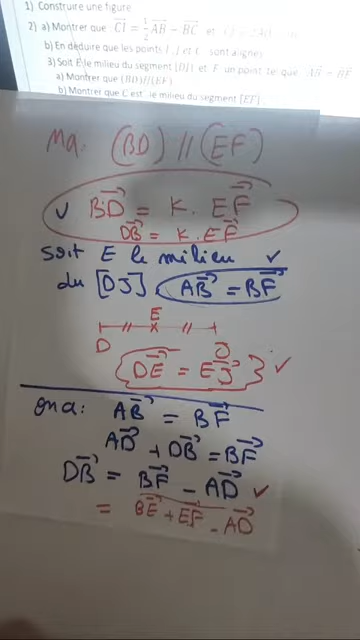 1) Construire une figure
2) a) Montrer que CI⃗ = 1/2 AB⃗ − BC⃗ et
b) En déduire que les points I, J et C sont alignés
3) Soit E le milieu du segment [DJ] et F un point tel que AB⃗ = BF⃗
a) Montrer que (BD)//(EF)
b) Montrer que C est le milieu du segment [EF]
Mq: (BD) // (EF)
✓ BD⃗ = K . EF⃗
DB⃗ = K . EF⃗
soit E le milieu ✓
du [DJ]. AB⃗ = BF⃗
E
D J
DE⃗ = EJ⃗ ✓
on a: AB⃗ = BF⃗
AD⃗ + DB⃗ = BF⃗
DB⃗ = BF⃗ − AD⃗ ✓
= BE⃗ + EF⃗ − AD⃗